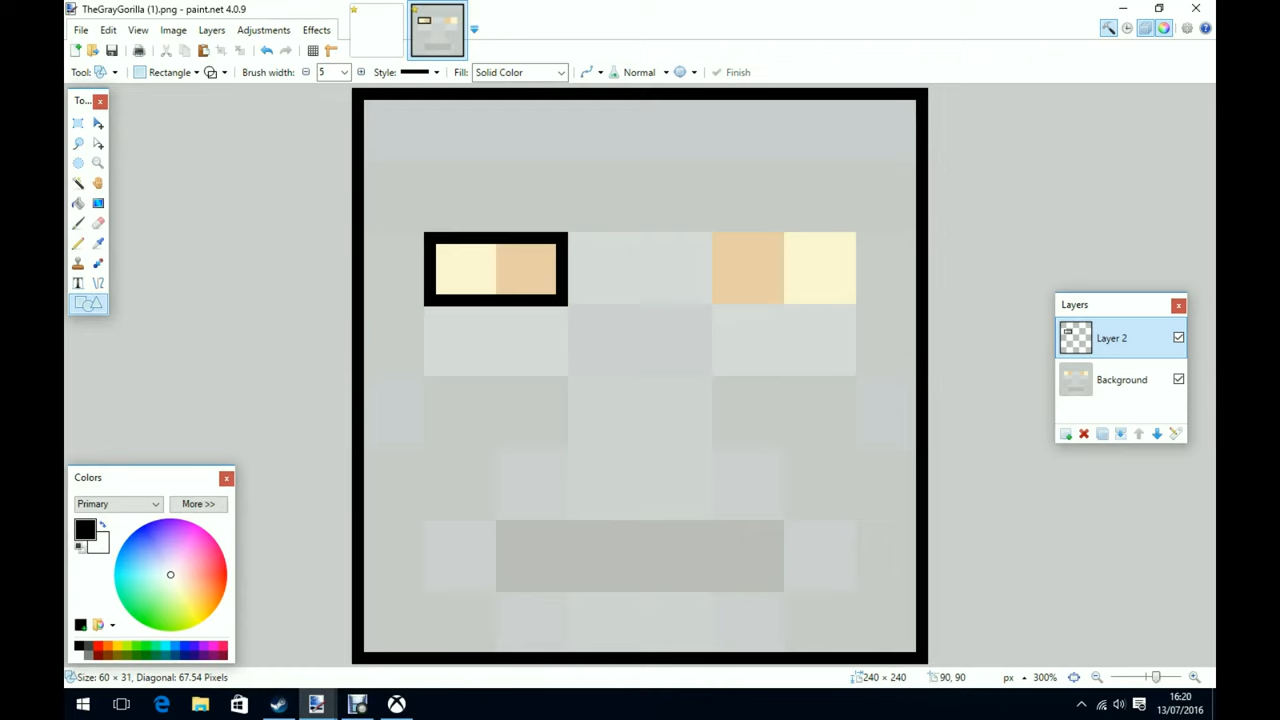 TheGrayGorilla (1).png - paint.net 4.0.9
File Edit View Image Layers Adjustments Effects
Tool: Rectangle Brush width: 5 Style: Fill: Solid Color Normal Finish
To...
Layers
Layer 2
Background
Colors
Primary More >>
Size: 60 × 31, Diagonal: 67.54 Pixels 240 × 240 90, 90 px 300%
16:20
13/07/2016